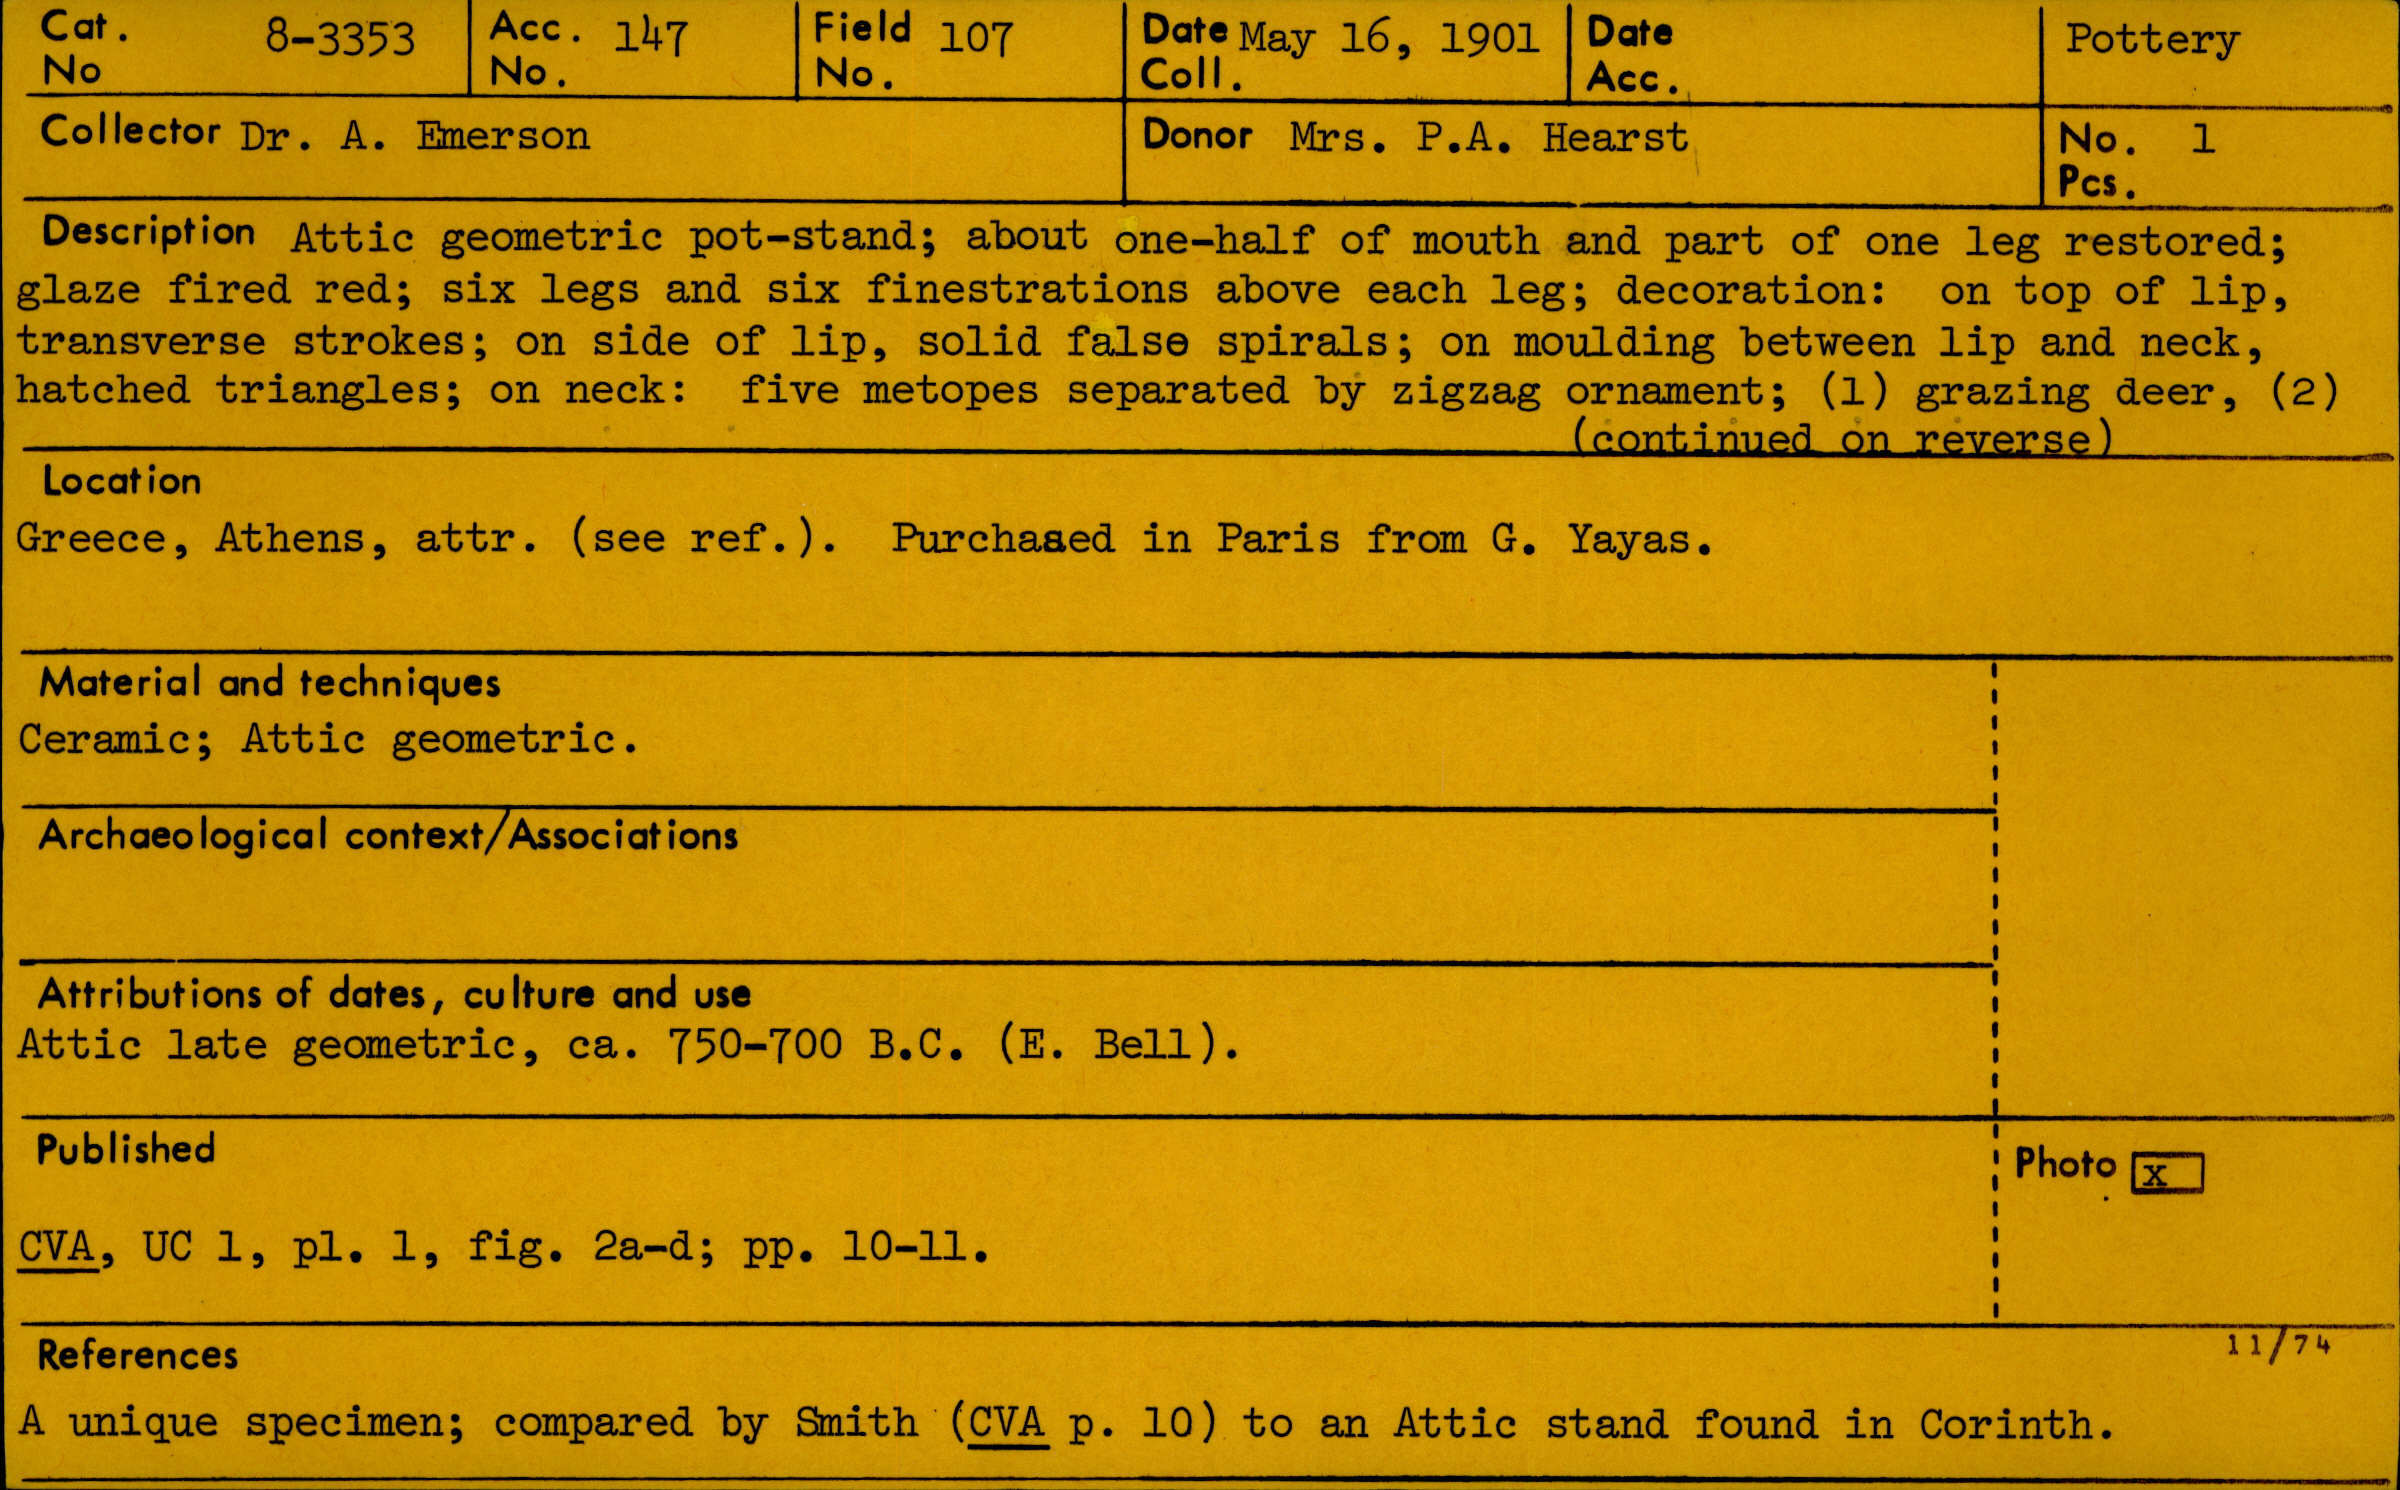 Cat. No 8-3353 Acc. No. 147 Field No. 107 Date Coll. May 16, 1901 Date Acc. Pottery
Collector Dr. A. Emerson Donor Mrs. P.A. Hearst No. Pcs. 1
Description Attic geometric pot-stand; about one-half of mouth and part of one leg restored;
glaze fired red; six legs and six finestrations above each leg; decoration: on top of lip,
transverse strokes; on side of lip, solid false spirals; on moulding between lip and neck,
hatched triangles; on neck: five metopes separated by zigzag ornament; (1) grazing deer, (2)
(continued on reverse)
Location
Greece, Athens, attr. (see ref.). Purchased in Paris from G. Yayas.
Material and techniques
Ceramic; Attic geometric.
Archaeological context/Associations
Attributions of dates, culture and use
Attic late geometric, ca. 750-700 B.C. (E. Bell).
Published
Photo x
CVA, UC 1, pl. 1, fig. 2a-d; pp. 10-11.
11/74
References
A unique specimen; compared by Smith (CVA p. 10) to an Attic stand found in Corinth.